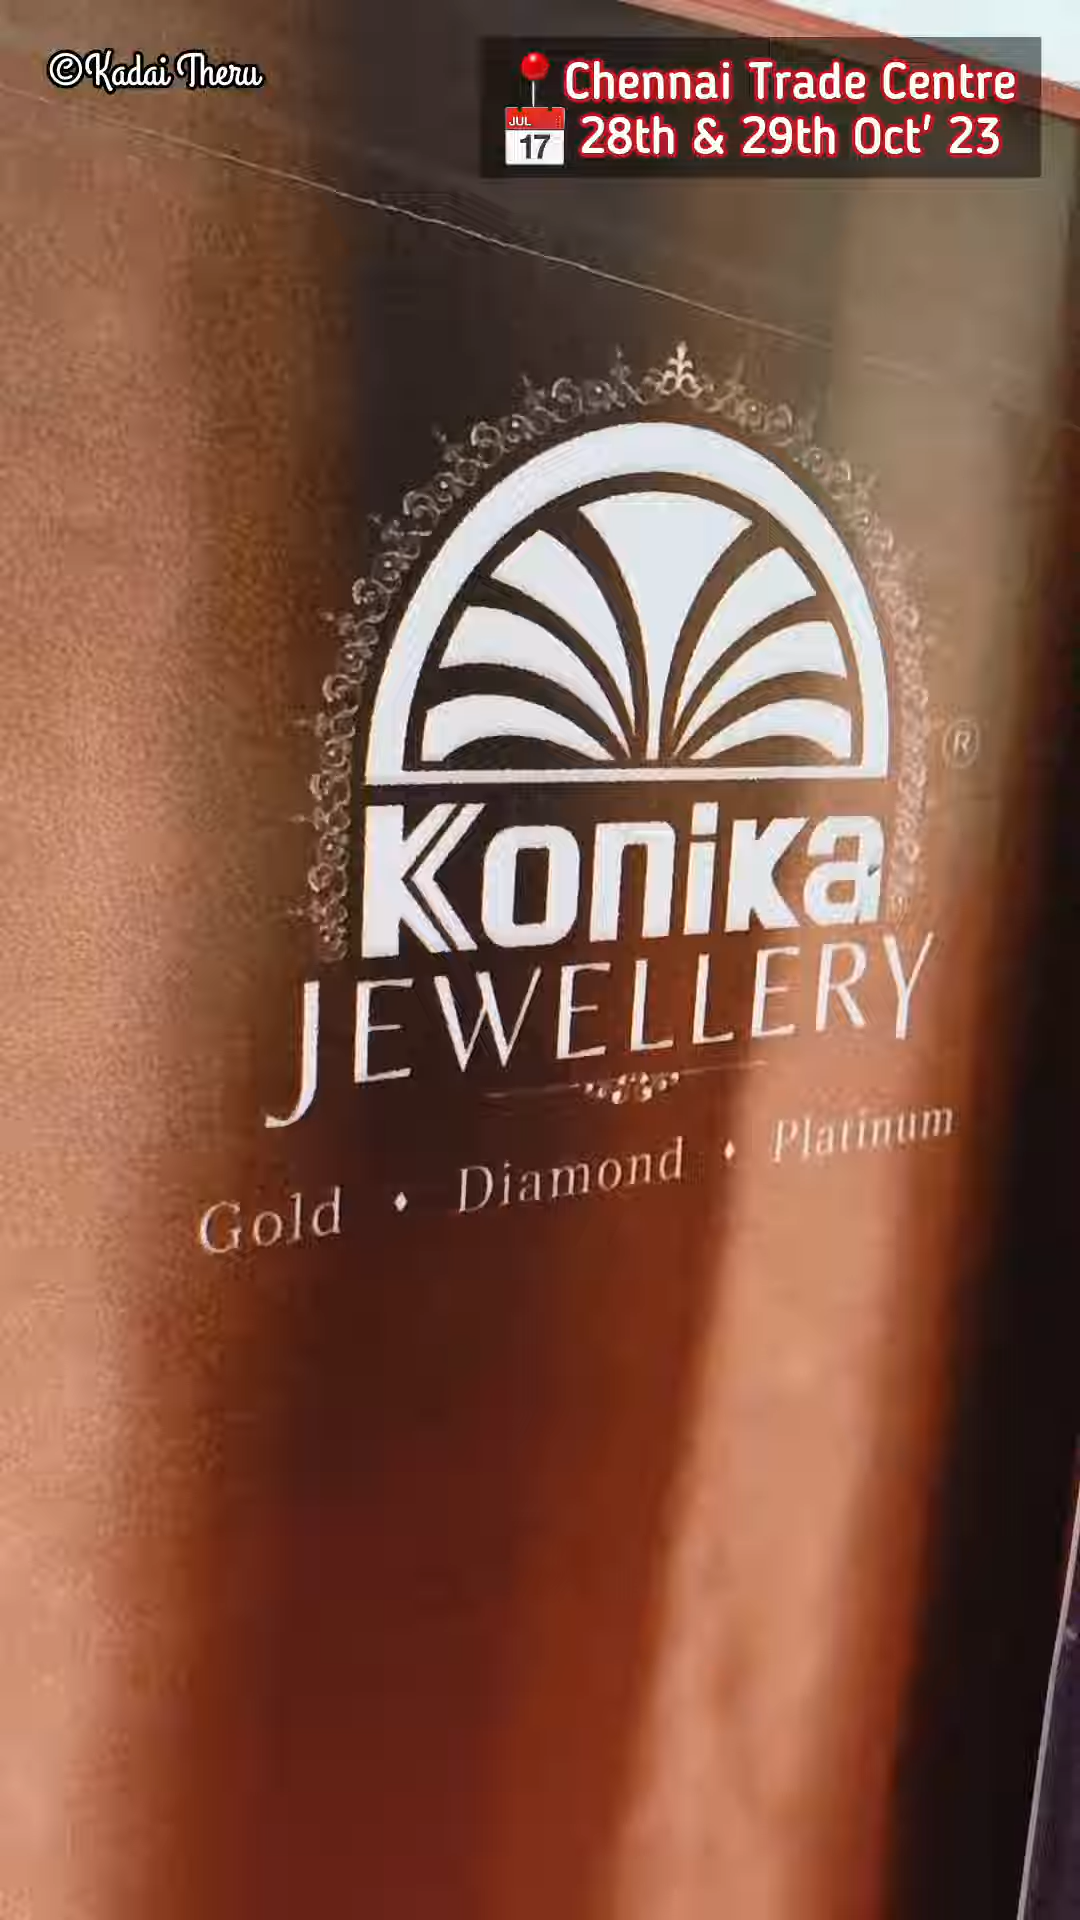 ©Kadai Theru
Chennai Trade Centre
JUL
17
28th & 29th Oct' 23
®
Konika
JEWELLERY
Gold • Diamond • Platinum